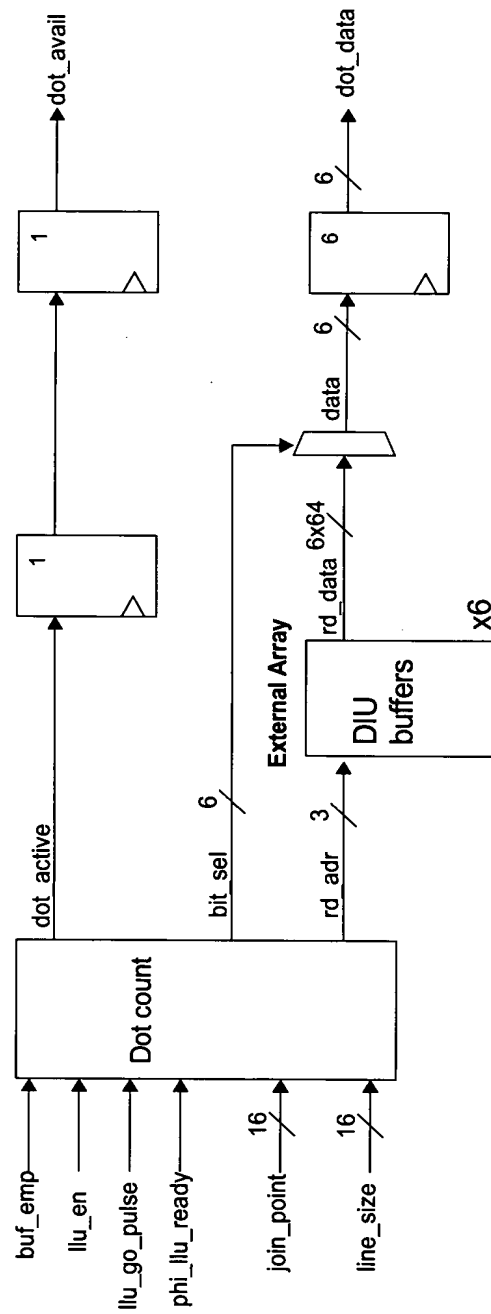 buf_emp
llu_en
llu_go_pulse
phi_llu_ready
join_point
16
line_size
16
Dot count
dot_active
1
1
dot_avail
bit_sel
6
rd_adr
3
External Array
DIU
buffers
x6
rd_data
6x64
data
6
6
6
dot_data